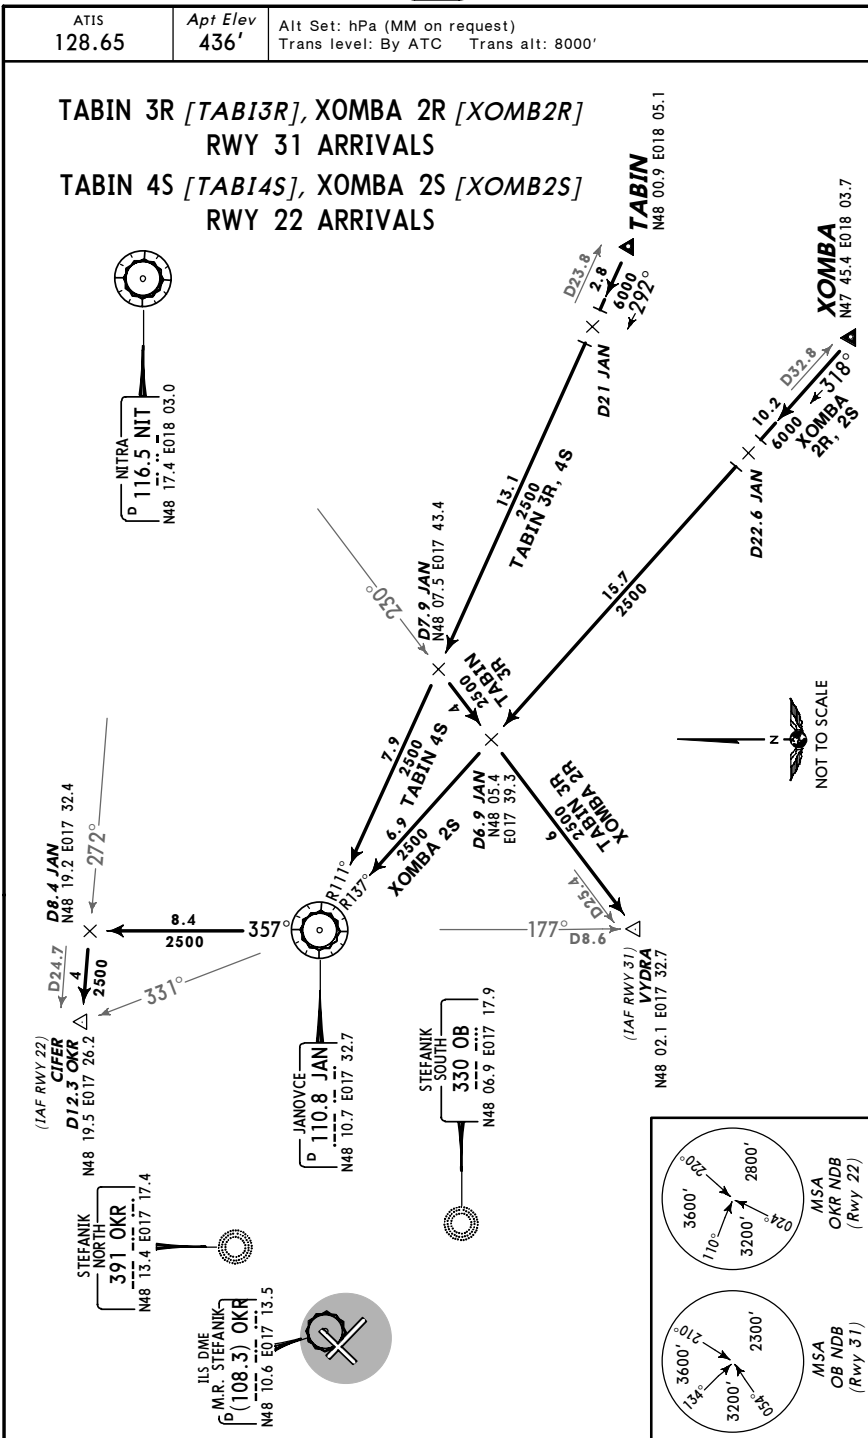 ATIS
128.65
Apt Elev
436'
Alt Set: hPa (MM on request)
Trans level: By ATC Trans alt: 8000'
TABIN 3R [TABI3R], XOMBA 2R [XOMB2R]
RWY 31 ARRIVALS
TABIN 4S [TABI4S], XOMBA 2S [XOMB2S]
RWY 22 ARRIVALS
TABIN
N48 00.9 E018 05.1
D23.8
2.8
6000
292°
D21 JAN
XOMBA
N47 45.4 E018 03.7
D32.8
10.2
6000
318°
XOMBA
2R, 2S
D22.6 JAN
NITRA
D 116.5 NIT
N48 17.4 E018 03.0
13.1
2500
TABIN 3R, 4S
15.7
2500
230°
D7.9 JAN
N48 07.5 E017 43.4
4
2500
TABIN
3R
7.9
2500
TABIN 4S
6.9
2500
XOMBA 2S
D6.9 JAN
N48 05.4
E017 39.3
6
2500
TABIN 3R
XOMBA 2R
N
NOT TO SCALE
D8.4 JAN
N48 19.2 E017 32.4
272°
8.4
2500
357°
R111°
R137°
D24.7
4
2500
331°
177°
D8.6
D25.4
(IAF RWY 31)
VYDRA
N48 02.1 E017 32.7
(IAF RWY 22)
CIFER
D12.3 OKR
N48 19.5 E017 26.2
JANOVCE
D 110.8 JAN
N48 10.7 E017 32.7
STEFANIK
SOUTH
330 OB
N48 06.9 E017 17.9
STEFANIK
NORTH
391 OKR
N48 13.4 E017 17.4
ILS DME
M.R. STEFANIK
D (108.3) OKR
N48 10.6 E017 13.5
220°
3600'
2800'
110°
3200'
024°
MSA
OKR NDB
(Rwy 22)
210°
3600'
2300'
134°
3200'
054°
MSA
OB NDB
(Rwy 31)